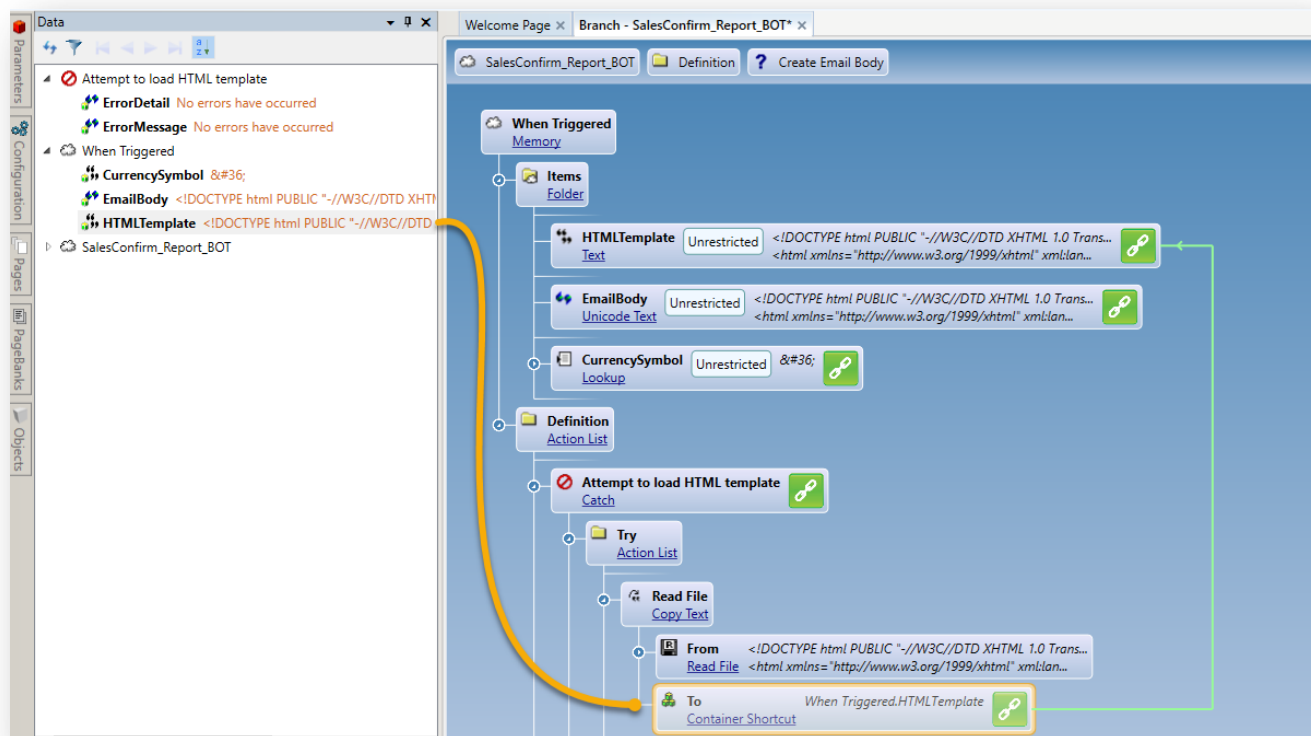 Data
Welcome Page
Branch - SalesConfirm_Report_BOT*
Parameters
Configuration
Pages
PageBanks
Objects
Attempt to load HTML template
ErrorDetail No errors have occurred
ErrorMessage No errors have occurred
When Triggered
CurrencySymbol &#36;
EmailBody <!DOCTYPE html PUBLIC "-//W3C//DTD XHTM
HTMLTemplate <!DOCTYPE html PUBLIC "-//W3C//DTD
SalesConfirm_Report_BOT
SalesConfirm_Report_BOT
Definition
? Create Email Body
When Triggered
Memory
Items
Folder
HTMLTemplate Unrestricted <!DOCTYPE html PUBLIC "-//W3C//DTD XHTML 1.0 Trans...
Text <html xmlns="http://www.w3.org/1999/xhtml" xml:lan...
EmailBody Unrestricted <!DOCTYPE html PUBLIC "-//W3C//DTD XHTML 1.0 Trans...
Unicode Text <html xmlns="http://www.w3.org/1999/xhtml" xml:lan...
CurrencySymbol Unrestricted &#36;
Lookup
Definition
Action List
Attempt to load HTML template
Catch
Try
Action List
Read File
Copy Text
From <!DOCTYPE html PUBLIC "-//W3C//DTD XHTML 1.0 Trans...
Read File <html xmlns="http://www.w3.org/1999/xhtml" xml:lan...
To When Triggered.HTMLTemplate
Container Shortcut